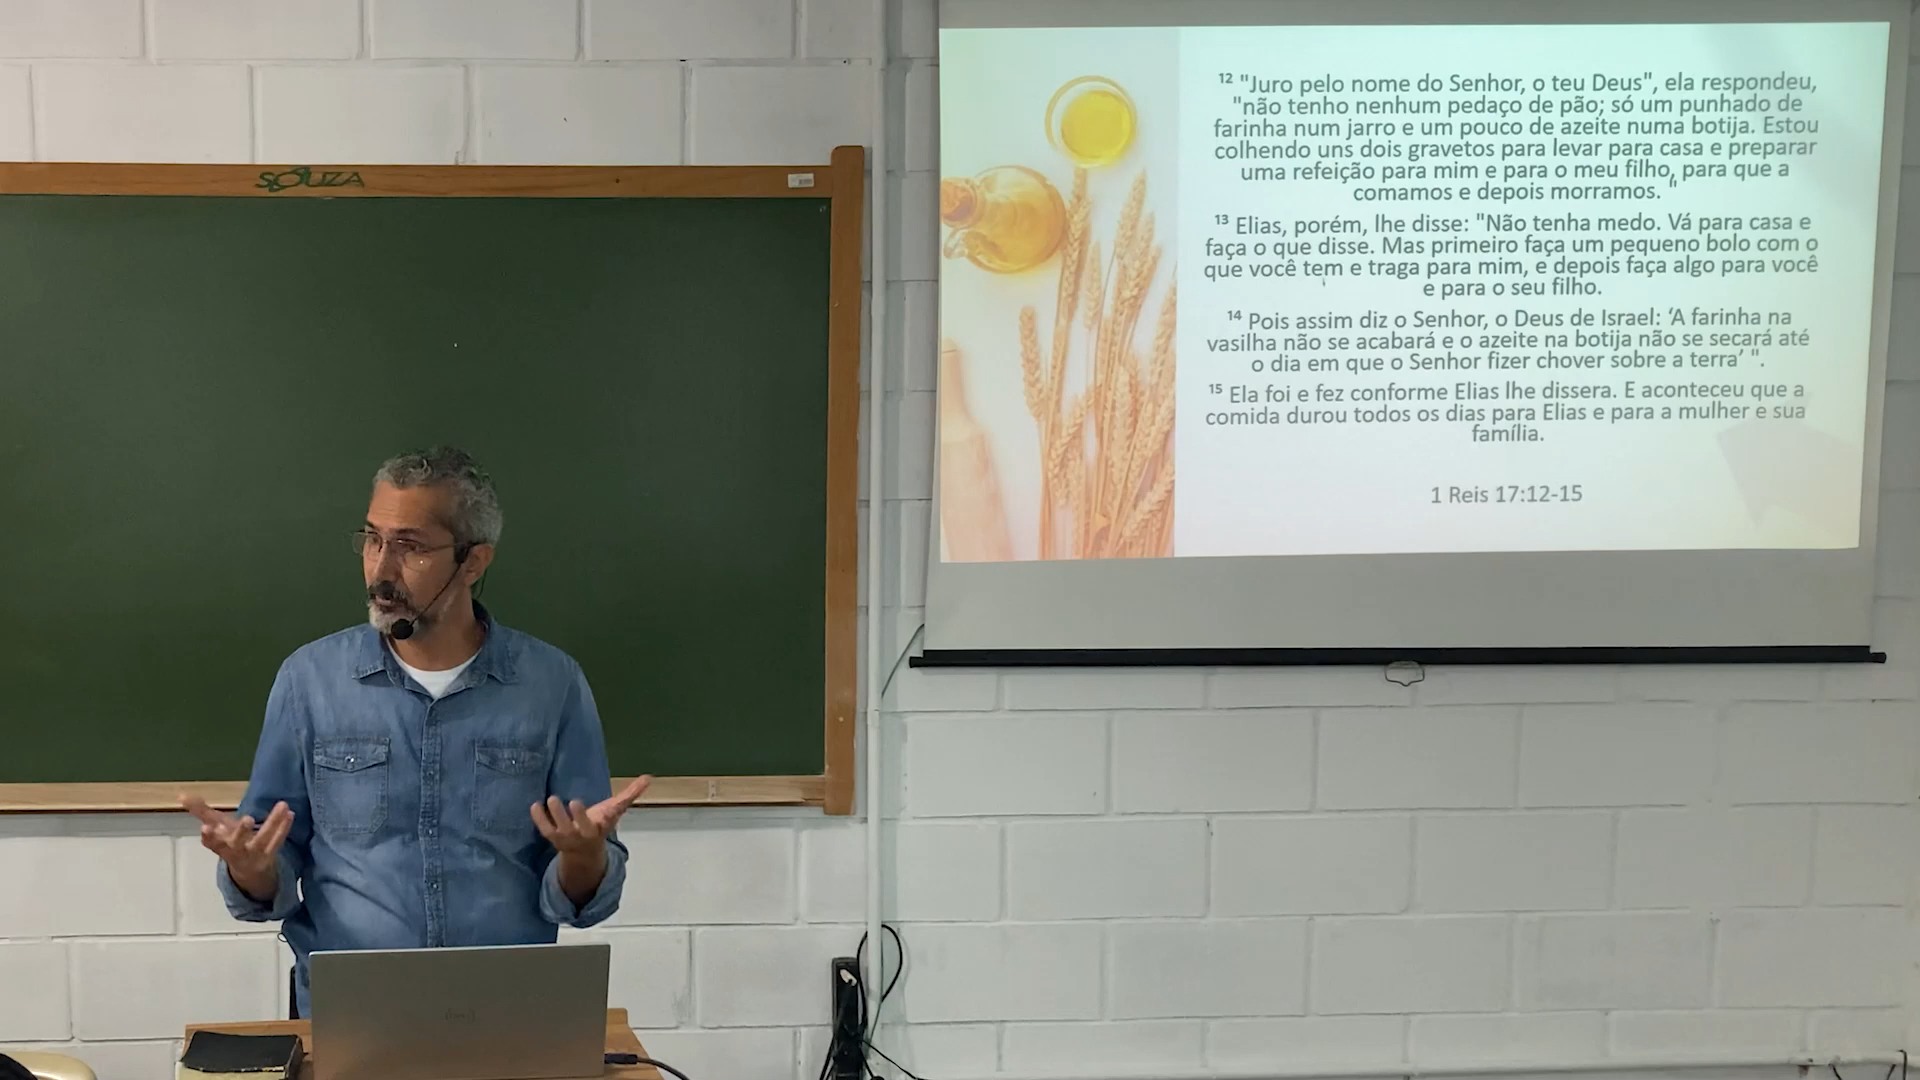 SOUZA
¹² "Juro pelo nome do Senhor, o teu Deus", ela respondeu,
"não tenho nenhum pedaço de pão; só um punhado de
farinha num jarro e um pouco de azeite numa botija. Estou
colhendo uns dois gravetos para levar para casa e preparar
uma refeição para mim e para o meu filho, para que a
comamos e depois morramos. "
¹³ Elias, porém, lhe disse: "Não tenha medo. Vá para casa e
faça o que disse. Mas primeiro faça um pequeno bolo com o
que você tem e traga para mim, e depois faça algo para você
e para o seu filho.
¹⁴ Pois assim diz o Senhor, o Deus de Israel: ‘A farinha na
vasilha não se acabará e o azeite na botija não se secará até
o dia em que o Senhor fizer chover sobre a terra’ ".
¹⁵ Ela foi e fez conforme Elias lhe dissera. E aconteceu que a
comida durou todos os dias para Elias e para a mulher e sua
família.
1 Reis 17:12-15